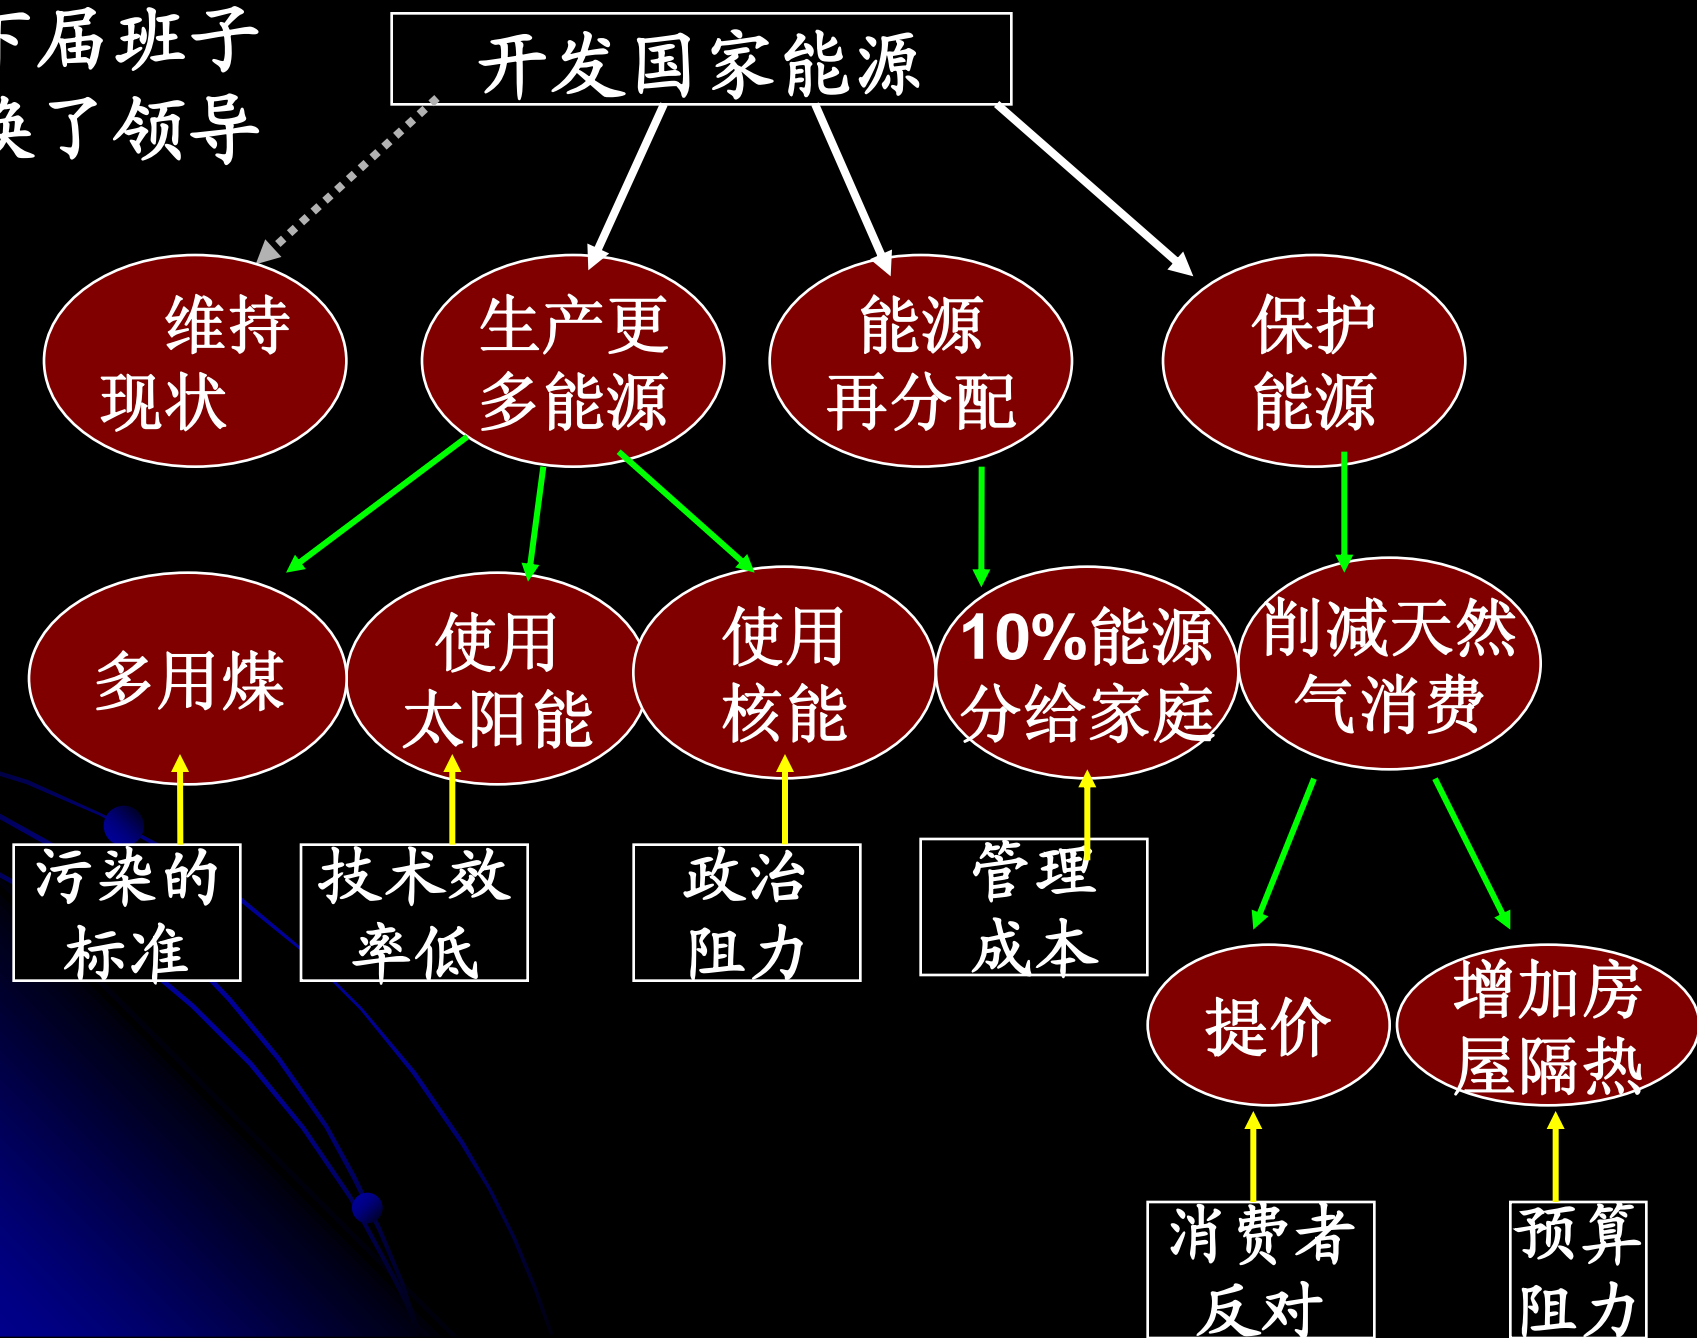 下届班子
换了领导
开发国家能源
维持
现状
生产更
多能源
能源
再分配
保护
能源
多用煤
使用
太阳能
使用
核能
10%能源
分给家庭
削减天然
气消费
污染的
标准
技术效
率低
政治
阻力
管理
成本
提价
增加房
屋隔热
消费者
反对
预算
阻力